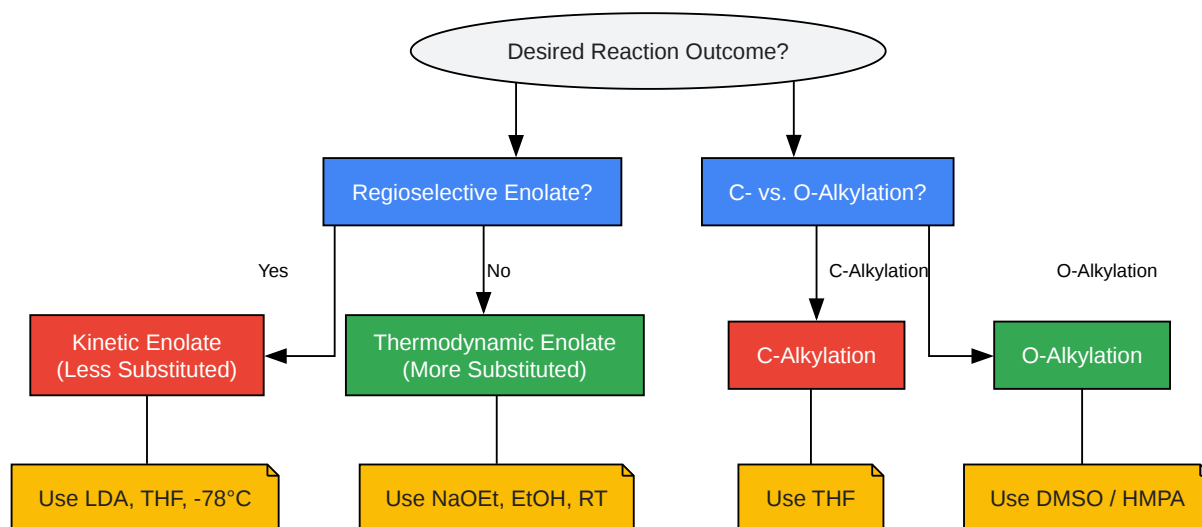 Desired Reaction Outcome?
Regioselective Enolate?
C- vs. O-Alkylation?
Yes
No
C-Alkylation
O-Alkylation
Kinetic Enolate
(Less Substituted)
Thermodynamic Enolate
(More Substituted)
C-Alkylation
O-Alkylation
Use LDA, THF, -78°C
Use NaOEt, EtOH, RT
Use THF
Use DMSO / HMPA